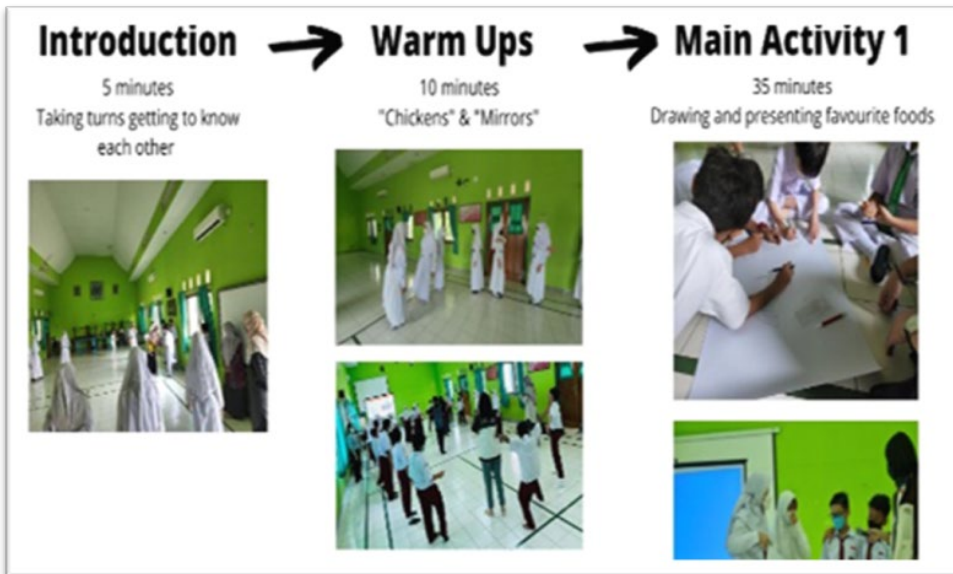 Introduction
5 minutes
Taking turns getting to know
each other
Warm Ups
10 minutes
"Chickens" & "Mirrors"
Main Activity 1
35 minutes
Drawing and presenting favourite foods